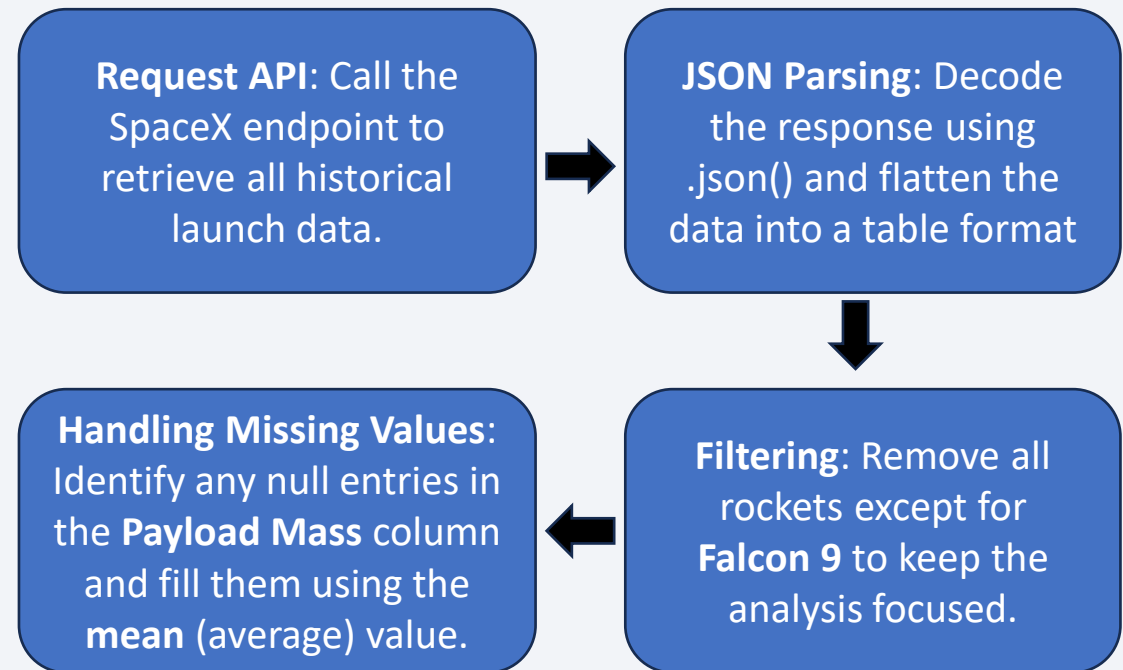 Request API: Call the
SpaceX endpoint to
retrieve all historical
launch data.
JSON Parsing: Decode
the response using
.json() and flatten the
data into a table format
Filtering: Remove all
rockets except for
Falcon 9 to keep the
analysis focused.
Handling Missing Values:
Identify any null entries in
the Payload Mass column
and fill them using the
mean (average) value.